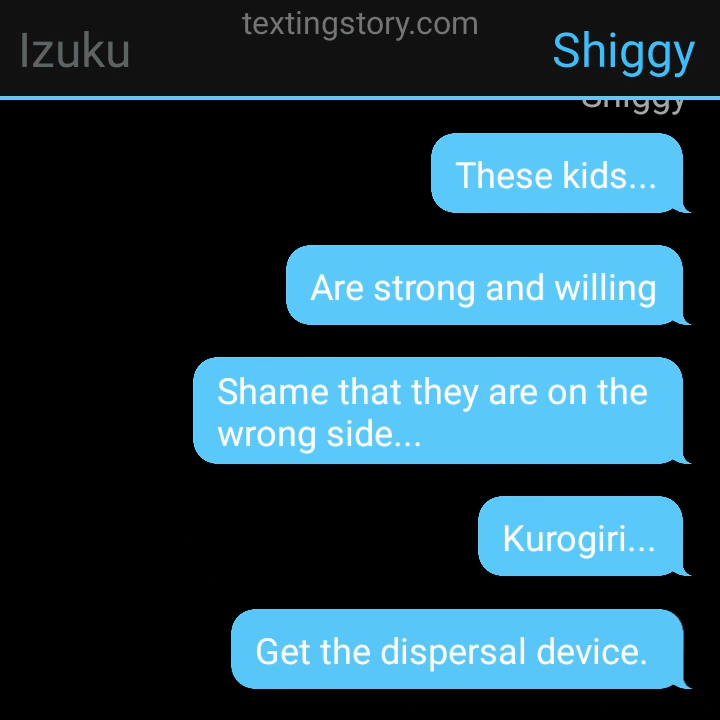 textingstory.com
Izuku
Shiggy
Shiggy
These kids...
Are strong and willing
Shame that they are on the
wrong side...
Kurogiri...
Get the dispersal device.